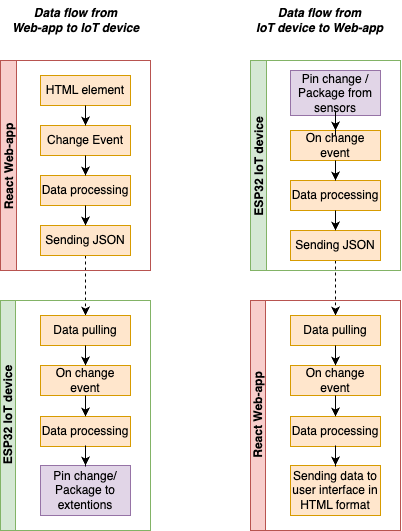 Data flow from
Web-app to IoT device
React Web-app
HTML element
Change Event
Data processing
Sending JSON
ESP32 IoT device
Data pulling
On change
event
Data processing
Pin change/
Package to
extentions
Data flow from
IoT device to Web-app
ESP32 IoT device
Pin change /
Package from
sensors
On change
event
Data processing
Sending JSON
React Web-app
Data pulling
On change
event
Data processing
Sending data to
user interface in
HTML format